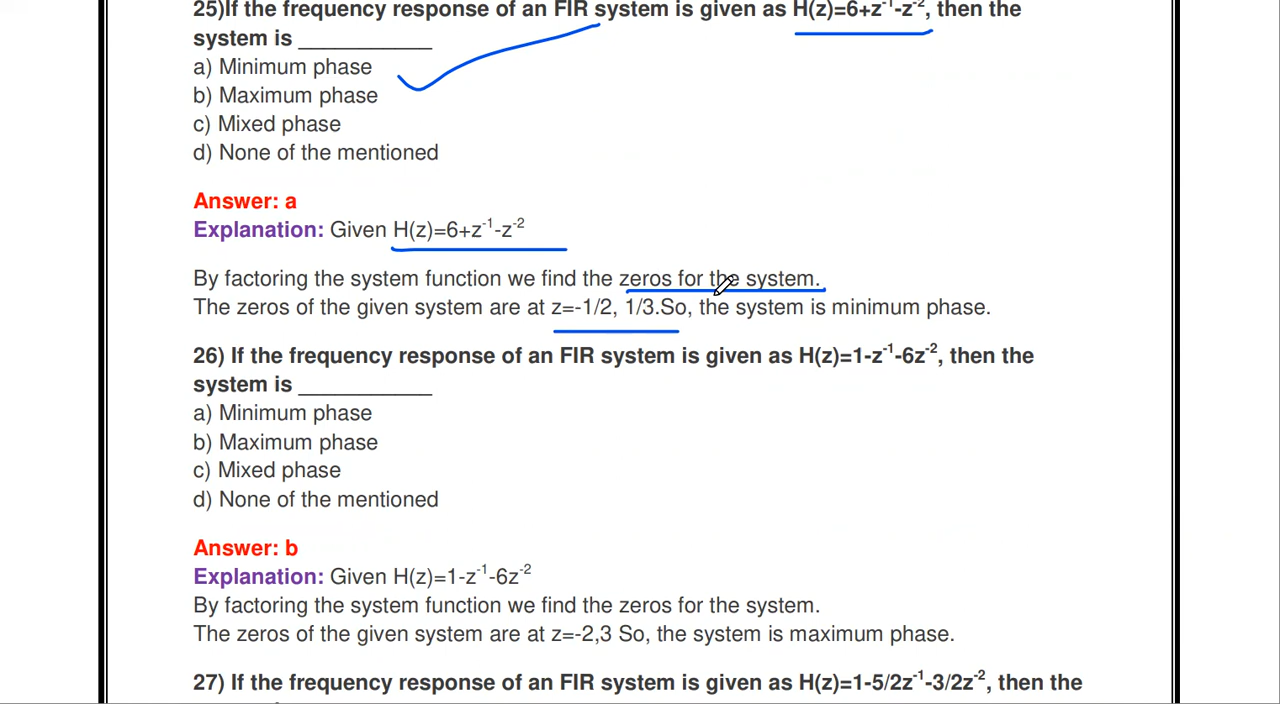 25)If the frequency response of an FIR system is given as H(z)=6+z⁻¹-z⁻², then the
system is ___________
a) Minimum phase
b) Maximum phase
c) Mixed phase
d) None of the mentioned
Answer: a
Explanation: Given H(z)=6+z⁻¹-z⁻²
By factoring the system function we find the zeros for the system.
The zeros of the given system are at z=-1/2, 1/3.So, the system is minimum phase.
26) If the frequency response of an FIR system is given as H(z)=1-z⁻¹-6z⁻², then the
system is ___________
a) Minimum phase
b) Maximum phase
c) Mixed phase
d) None of the mentioned
Answer: b
Explanation: Given H(z)=1-z⁻¹-6z⁻²
By factoring the system function we find the zeros for the system.
The zeros of the given system are at z=-2,3 So, the system is maximum phase.
27) If the frequency response of an FIR system is given as H(z)=1-5/2z⁻¹-3/2z⁻², then the